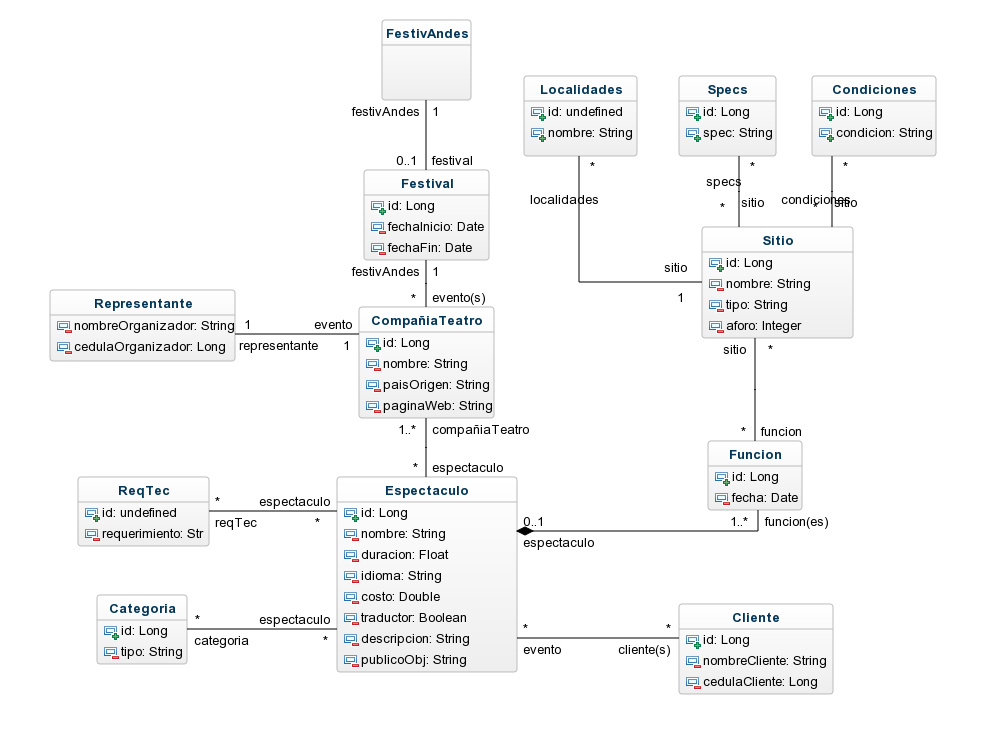 FestivAndes
festivAndes
1
0..1
festival
Festival
id: Long
fechaInicio: Date
fechaFin: Date
festivAndes
1
*
evento(s)
Localidades
id: undefined
nombre: String
*
localidades
sitio
1
Specs
id: Long
spec: String
*
specs
*
sitio
Condiciones
id: Long
condicion: String
*
condiciones
*
sitio
Sitio
id: Long
nombre: String
tipo: String
aforo: Integer
sitio
*
*
funcion
Representante
nombreOrganizador: String
cedulaOrganizador: Long
1
representante
evento
1
CompañiaTeatro
id: Long
nombre: String
paisOrigen: String
paginaWeb: String
1..*
compañiaTeatro
*
espectaculo
Funcion
id: Long
fecha: Date
1..*
funcion(es)
0..1
espectaculo
ReqTec
id: undefined
requerimiento: Str
*
reqTec
espectaculo
*
Espectaculo
id: Long
nombre: String
duracion: Float
idioma: String
costo: Double
traductor: Boolean
descripcion: String
publicoObj: String
Categoria
id: Long
tipo: String
*
categoria
espectaculo
*
*
evento
*
cliente(s)
Cliente
id: Long
nombreCliente: String
cedulaCliente: Long